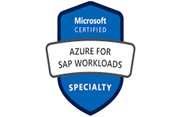 Microsoft
CERTIFIED
AZURE FOR
SAP WORKLOADS
SPECIALTY